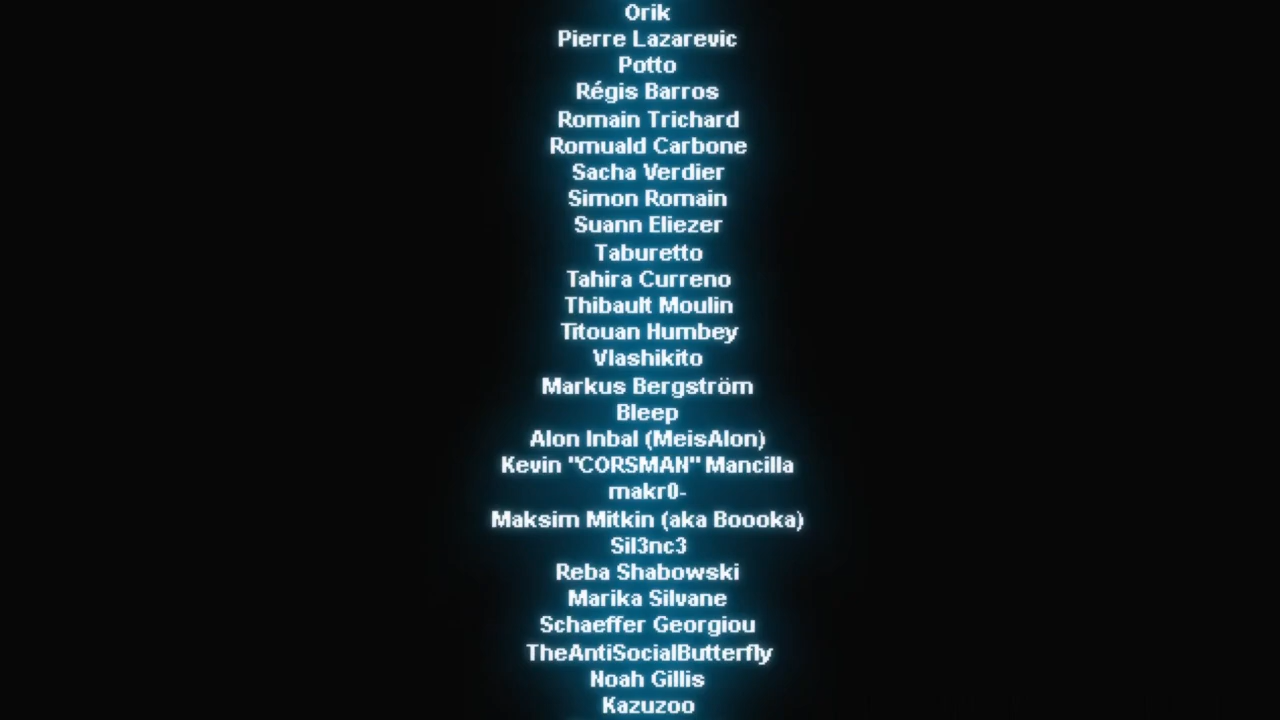 Orik
Pierre Lazarevic
Potto
Régis Barros
Romain Trichard
Romuald Carbone
Sacha Verdier
Simon Romain
Suann Eliezer
Taburetto
Tahira Curreno
Thibault Moulin
Titouan Humbey
Vlashikito
Markus Bergström
Bleep
Alon Inbal (MeisAlon)
Kevin "CORSMAN" Mancilla
makr0-
Maksim Mitkin (aka Boooka)
Sil3nc3
Reba Shabowski
Marika Silvane
Schaeffer Georgiou
TheAntiSocialButterfly
Noah Gillis
Kazuzoo